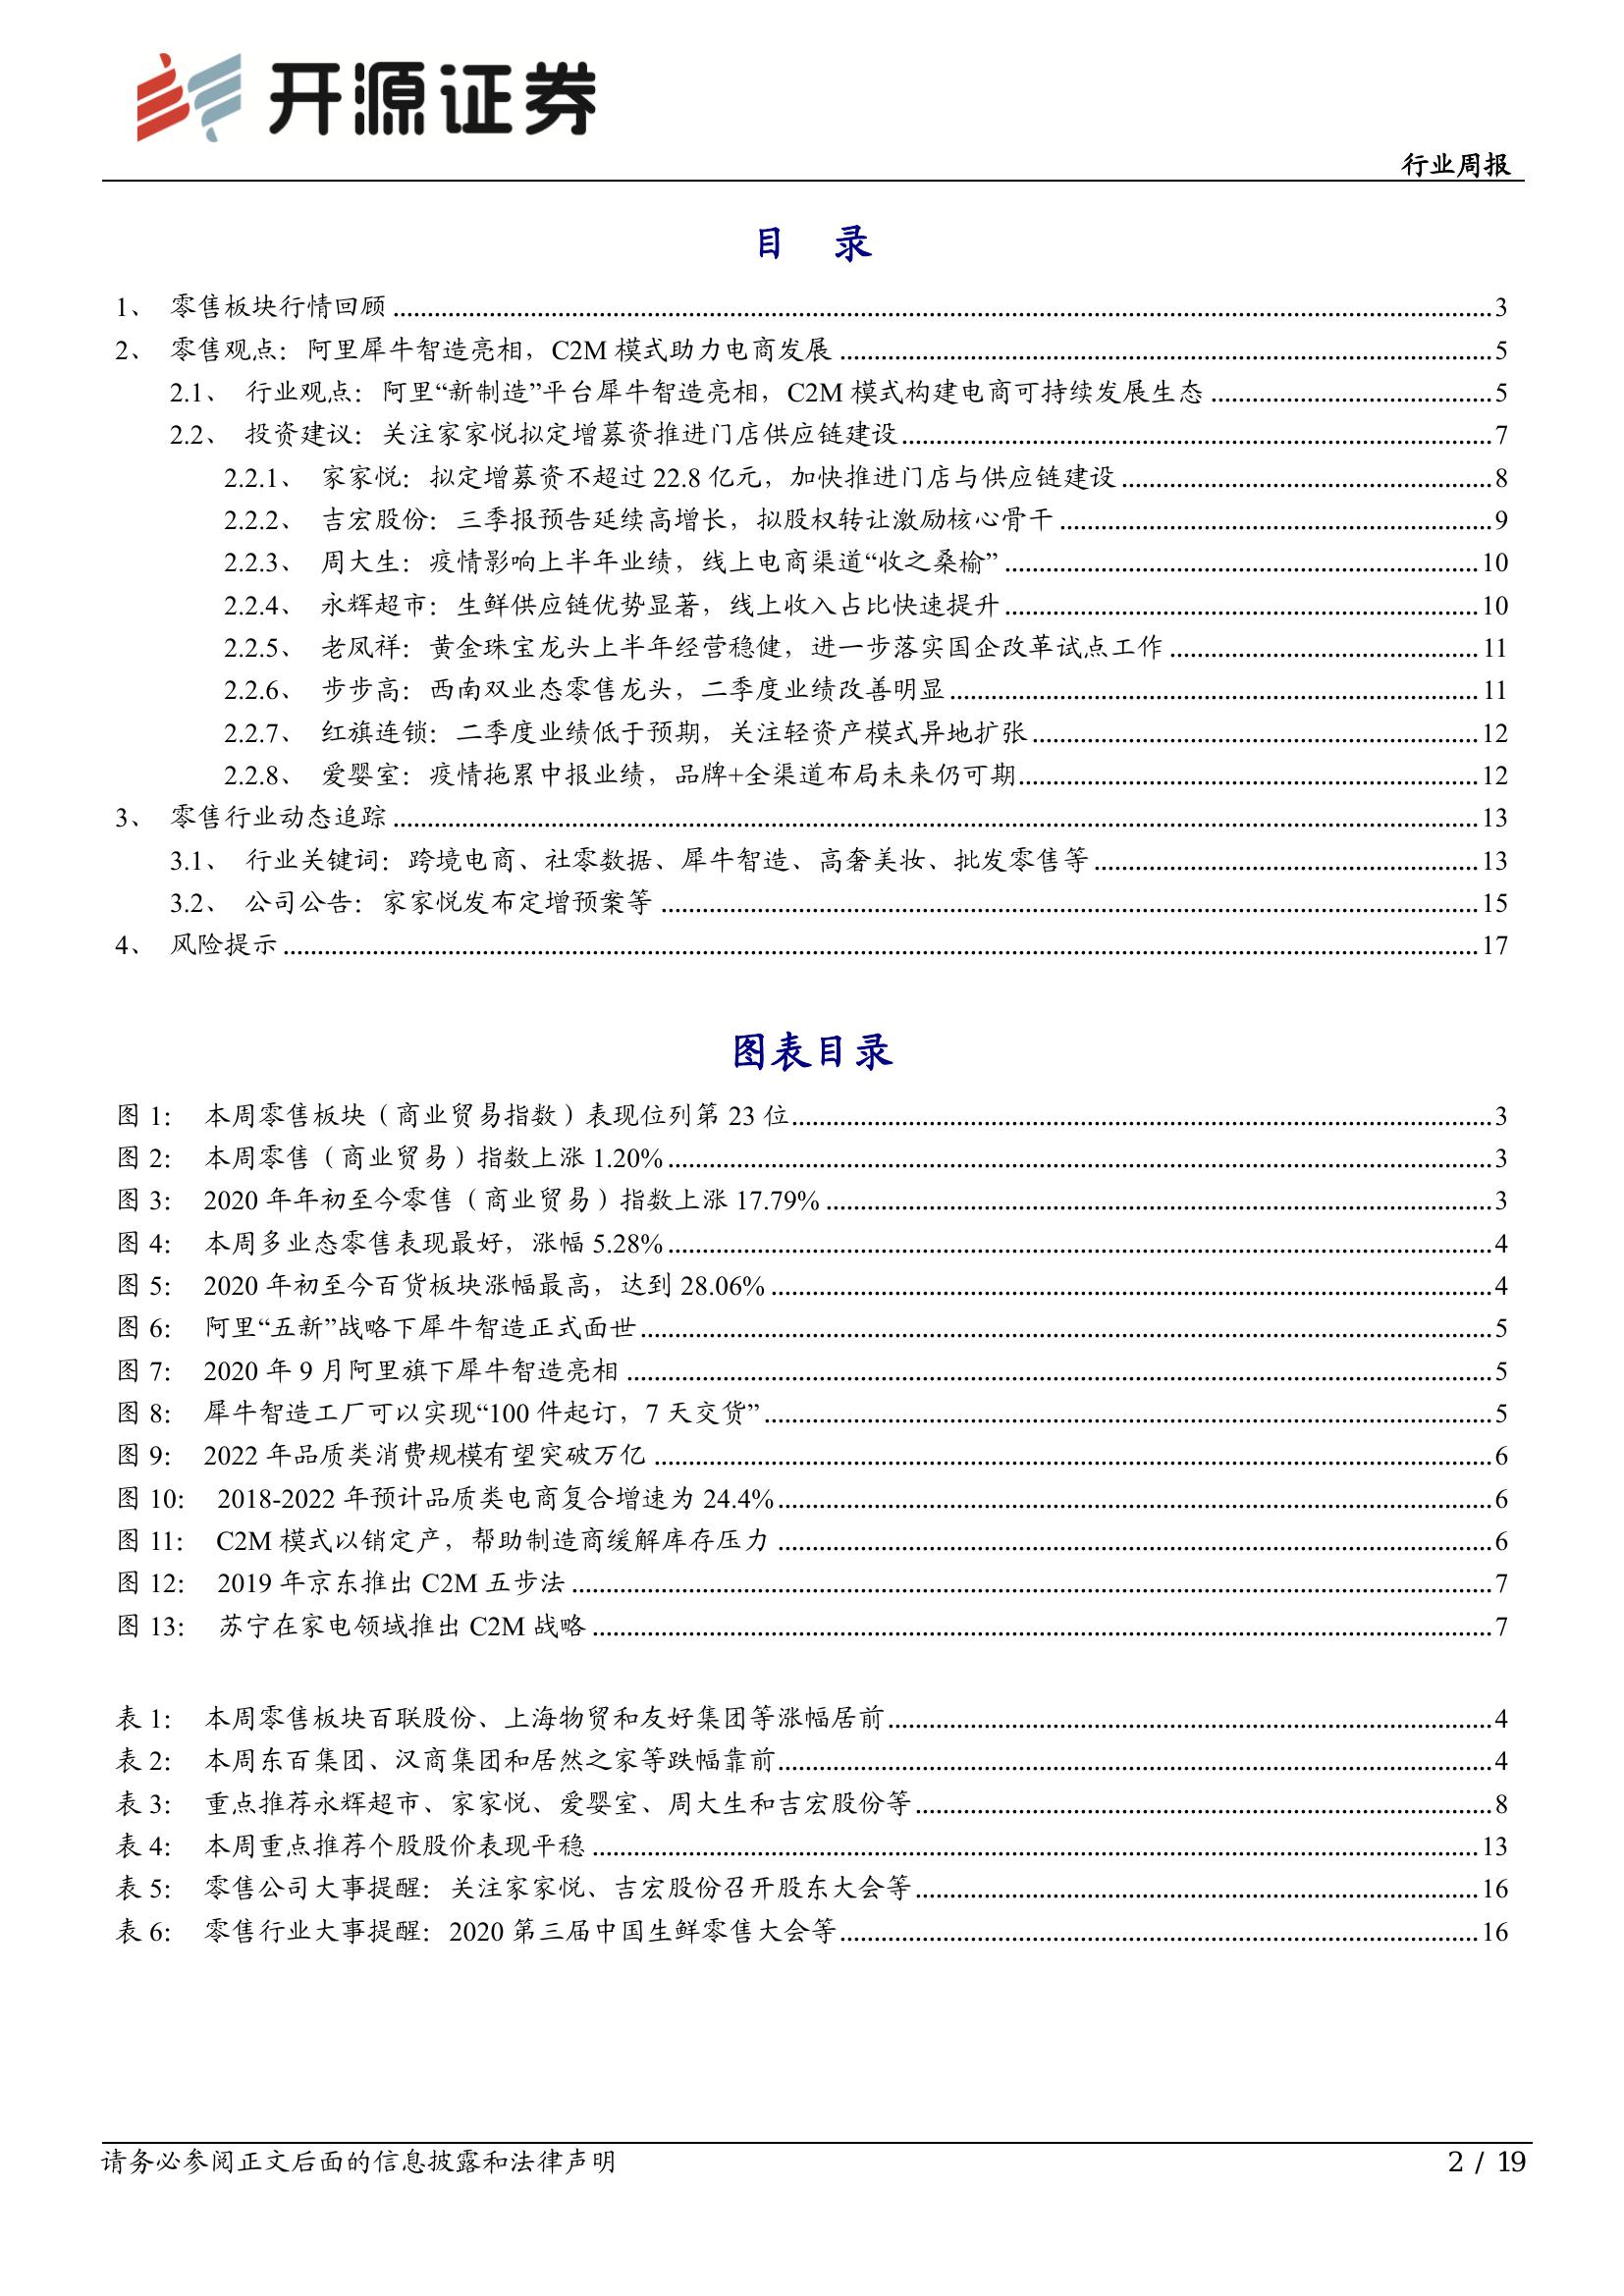 开源证券
行业周报
目 录
1、 零售板块行情回顾 ........ 3
2、 零售观点：阿里犀牛智造亮相，C2M 模式助力电商发展 ........ 5
2.1、 行业观点：阿里“新制造”平台犀牛智造亮相，C2M 模式构建电商可持续发展生态 ........ 5
2.2、 投资建议：关注家家悦拟定增募资推进门店供应链建设 ........ 7
2.2.1、 家家悦：拟定增募资不超过 22.8 亿元，加快推进门店与供应链建设 ........ 8
2.2.2、 吉宏股份：三季报预告延续高增长，拟股权转让激励核心骨干 ........ 9
2.2.3、 周大生：疫情影响上半年业绩，线上电商渠道“收之桑榆” ........ 10
2.2.4、 永辉超市：生鲜供应链优势显著，线上收入占比快速提升 ........ 10
2.2.5、 老凤祥：黄金珠宝龙头上半年经营稳健，进一步落实国企改革试点工作 ........ 11
2.2.6、 步步高：西南双业态零售龙头，二季度业绩改善明显 ........ 11
2.2.7、 红旗连锁：二季度业绩低于预期，关注轻资产模式异地扩张 ........ 12
2.2.8、 爱婴室：疫情拖累中报业绩，品牌+全渠道布局未来仍可期 ........ 12
3、 零售行业动态追踪 ........ 13
3.1、 行业关键词：跨境电商、社零数据、犀牛智造、高奢美妆、批发零售等 ........ 13
3.2、 公司公告：家家悦发布定增预案等 ........ 15
4、 风险提示 ........ 17
图表目录
图 1： 本周零售板块（商业贸易指数）表现位列第 23 位 ........ 3
图 2： 本周零售（商业贸易）指数上涨 1.20% ........ 3
图 3： 2020 年年初至今零售（商业贸易）指数上涨 17.79% ........ 3
图 4： 本周多业态零售表现最好，涨幅 5.28% ........ 4
图 5： 2020 年初至今百货板块涨幅最高，达到 28.06% ........ 4
图 6： 阿里“五新”战略下犀牛智造正式面世 ........ 5
图 7： 2020 年 9 月阿里旗下犀牛智造亮相 ........ 5
图 8： 犀牛智造工厂可以实现“100 件起订，7 天交货” ........ 5
图 9： 2022 年品质类消费规模有望突破万亿 ........ 6
图 10： 2018-2022 年预计品质类电商复合增速为 24.4% ........ 6
图 11： C2M 模式以销定产，帮助制造商缓解库存压力 ........ 6
图 12： 2019 年京东推出 C2M 五步法 ........ 7
图 13： 苏宁在家电领域推出 C2M 战略 ........ 7
表 1： 本周零售板块百联股份、上海物贸和友好集团等涨幅居前 ........ 4
表 2： 本周东百集团、汉商集团和居然之家等跌幅靠前 ........ 4
表 3： 重点推荐永辉超市、家家悦、爱婴室、周大生和吉宏股份等 ........ 8
表 4： 本周重点推荐个股股价表现平稳 ........ 13
表 5： 零售公司大事提醒：关注家家悦、吉宏股份召开股东大会等 ........ 16
表 6： 零售行业大事提醒：2020 第三届中国生鲜零售大会等 ........ 16
请务必参阅正文后面的信息披露和法律声明
2 / 19